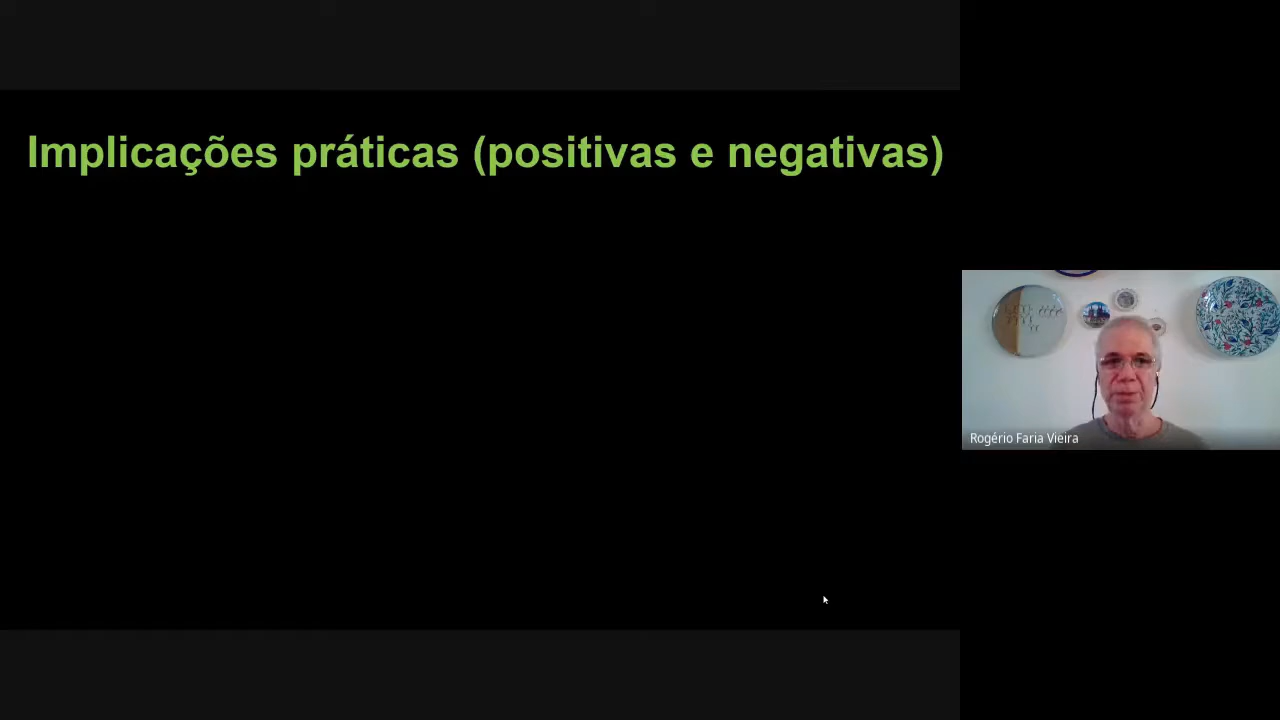 Implicações práticas (positivas e negativas)
Rogério Faria Vieira